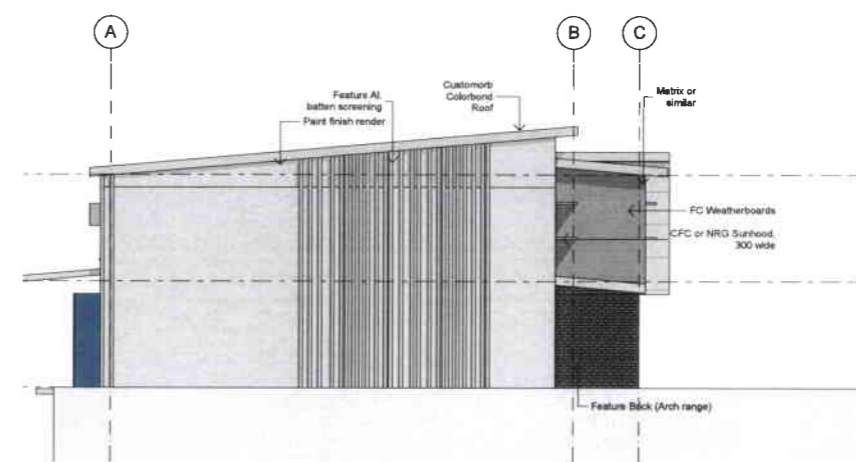 A
B
C
Feature Al.
batten screening
Paint finish render
Customorb
Colorbond
Roof
Matrix or
similar
FC Weatherboards
CFC or NRG Sunhood,
300 wide
Feature Back (Arch range)